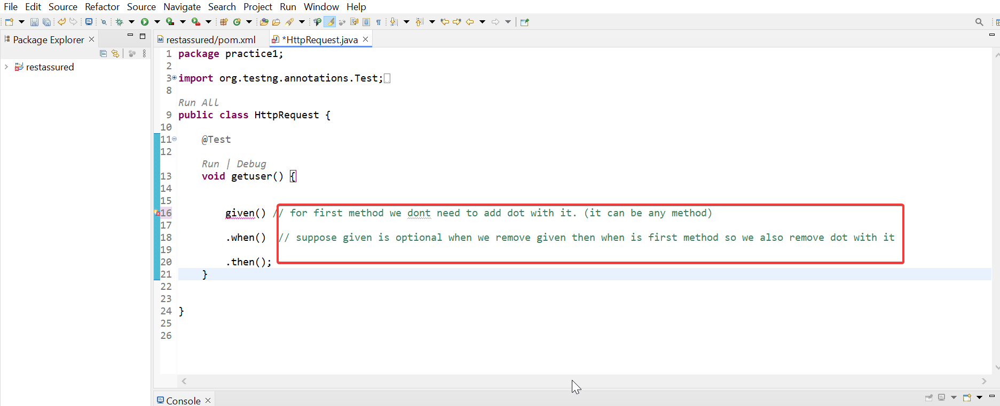 File Edit Source Refactor Source Navigate Search Project Run Window Help
Package Explorer
restassured
restassured/pom.xml
*HttpRequest.java
1 package practice1;
2
3 import org.testng.annotations.Test;
8
Run All
9 public class HttpRequest {
10
11 @Test
12
Run | Debug
13 void getuser() {
14
15
16 given() // for first method we dont need to add dot with it. (it can be any method)
17
18 .when() // suppose given is optional when we remove given then when is first method so we also remove dot with it
19
20 .then();
21 }
22
23
24 }
25
26
Console